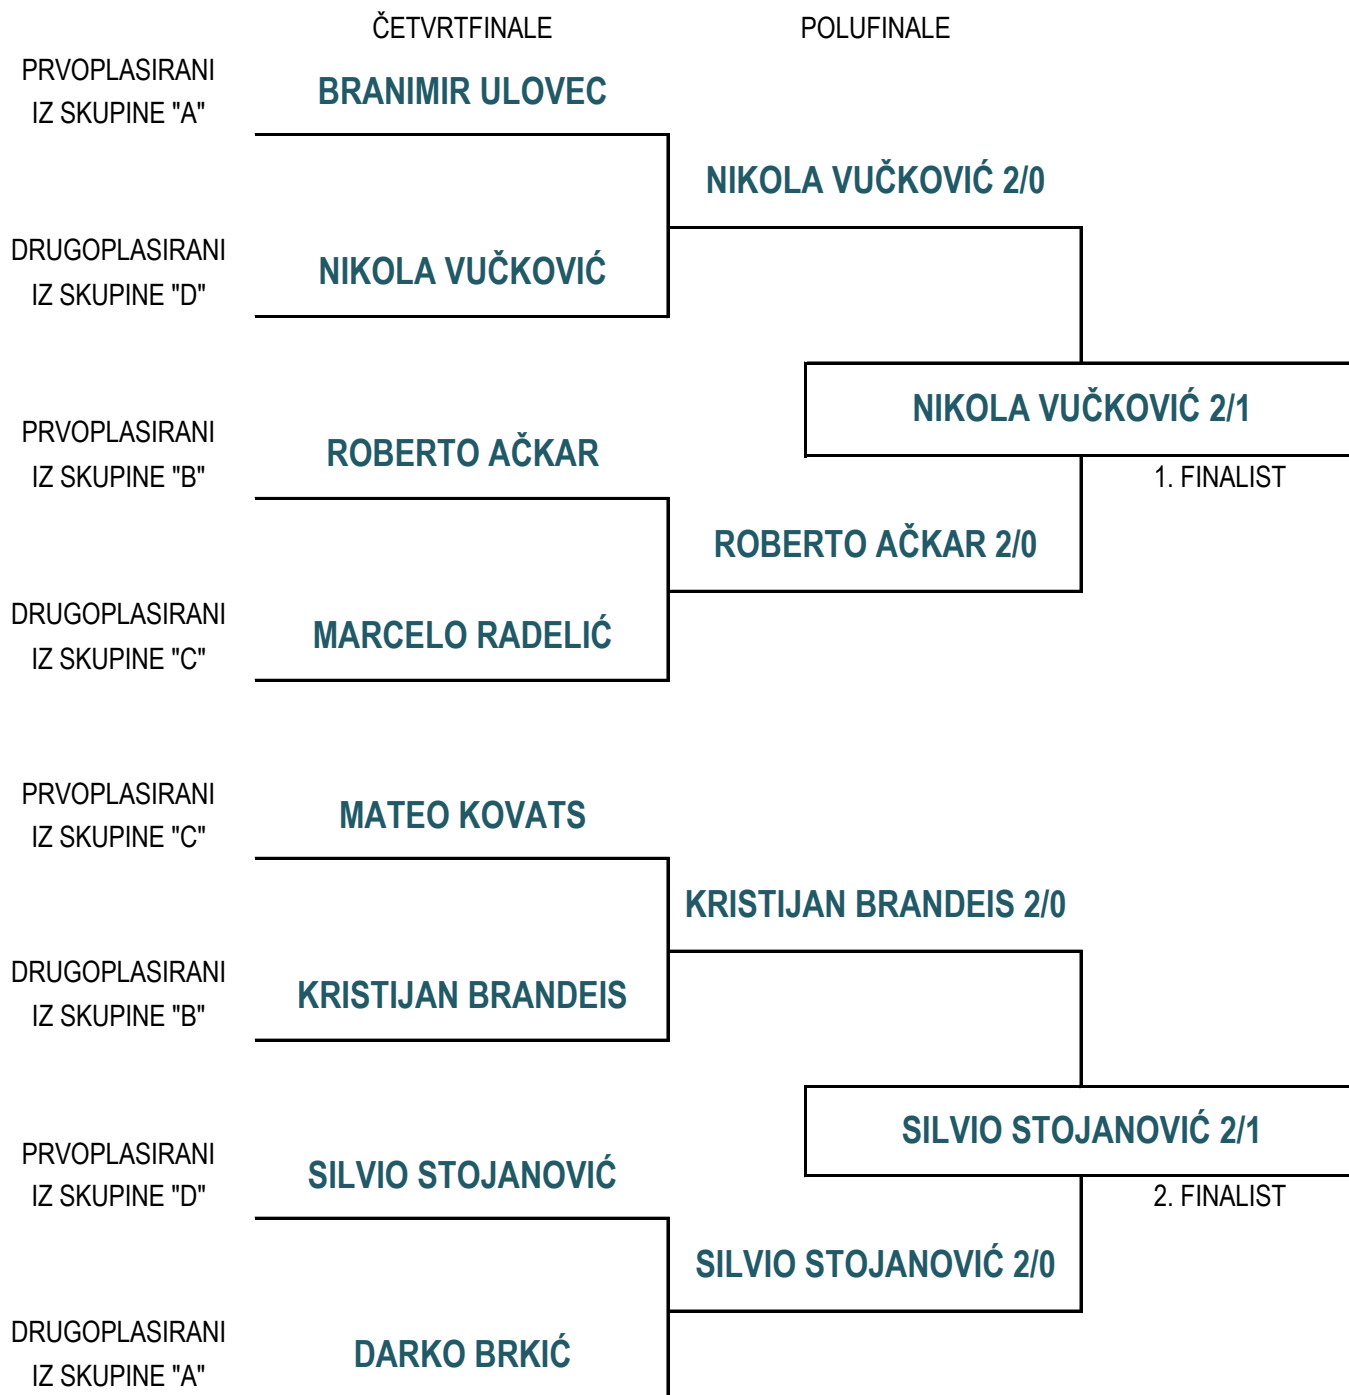 ČETVRTFINALE POLUFINALE
PRVOPLASIRANI
IZ SKUPINE "A"
BRANIMIR ULOVEC
NIKOLA VUČKOVIĆ 2/0
DRUGOPLASIRANI
IZ SKUPINE "D"
NIKOLA VUČKOVIĆ
NIKOLA VUČKOVIĆ 2/1
1. FINALIST
PRVOPLASIRANI
IZ SKUPINE "B"
ROBERTO AČKAR
ROBERTO AČKAR 2/0
DRUGOPLASIRANI
IZ SKUPINE "C"
MARCELO RADELIĆ
PRVOPLASIRANI
IZ SKUPINE "C"
MATEO KOVATS
KRISTIJAN BRANDEIS 2/0
DRUGOPLASIRANI
IZ SKUPINE "B"
KRISTIJAN BRANDEIS
SILVIO STOJANOVIĆ 2/1
2. FINALIST
PRVOPLASIRANI
IZ SKUPINE "D"
SILVIO STOJANOVIĆ
SILVIO STOJANOVIĆ 2/0
DRUGOPLASIRANI
IZ SKUPINE "A"
DARKO BRKIĆ